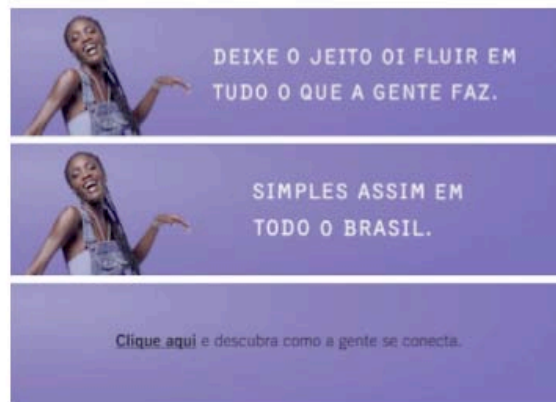 DEIXE O JEITO OI FLUIR EM
TUDO O QUE A GENTE FAZ.
SIMPLES ASSIM EM
TODO O BRASIL.
Clique aqui e descubra como a gente se conecta.